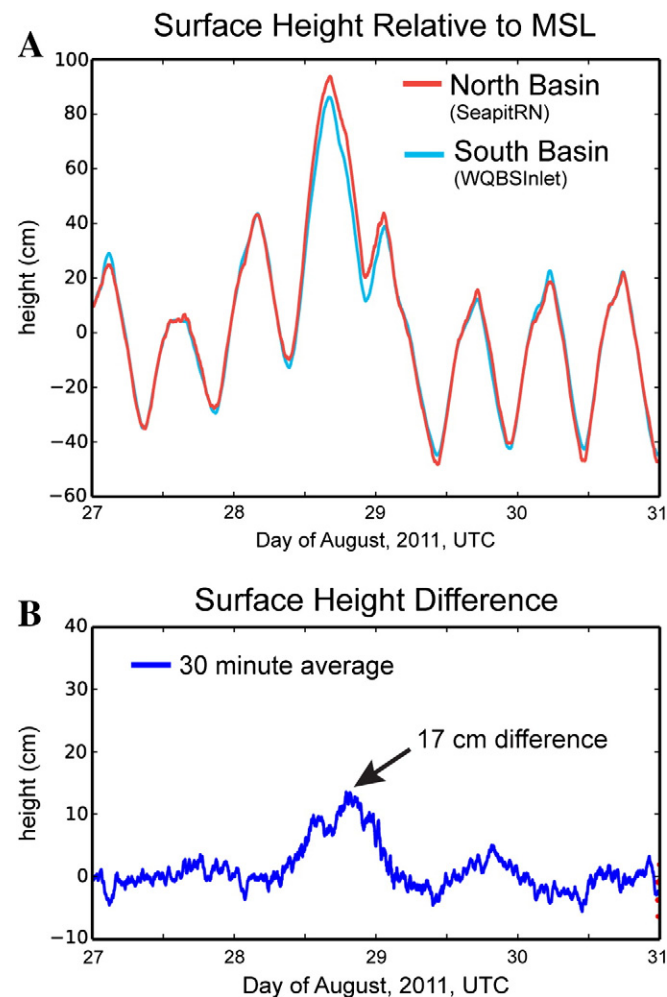 Surface Height Relative to MSL
A
100
80
60
40
20
0
−20
−40
−60
height (cm)
North Basin
(SeapitRN)
South Basin
(WQBSInlet)
27
28
29
30
31
Day of August, 2011, UTC
Surface Height Difference
B
40
30
20
10
0
−10
height (cm)
30 minute average
17 cm difference
27
28
29
30
31
Day of August, 2011, UTC